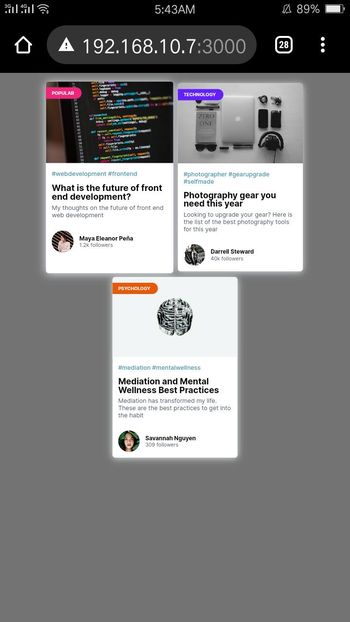 3G 4G 5:43AM 89%
192.168.10.7:3000
28
POPULAR
#webdevelopment #frontend
What is the future of front
end development?
My thoughts on the future of front end
web development
Maya Eleanor Peña
1.2k followers
TECHNOLOGY
ZERO
ONE
#photographer #gearupgrade
#selfmade
Photography gear you
need this year
Looking to upgrade your gear? Here is
the list of the best photography tools
for this year
Darrell Steward
40k followers
PSYCHOLOGY
#mediation #mentalwellness
Mediation and Mental
Wellness Best Practices
Mediation has transformed my life.
These are the best practices to get into
the habit
Savannah Nguyen
309 followers